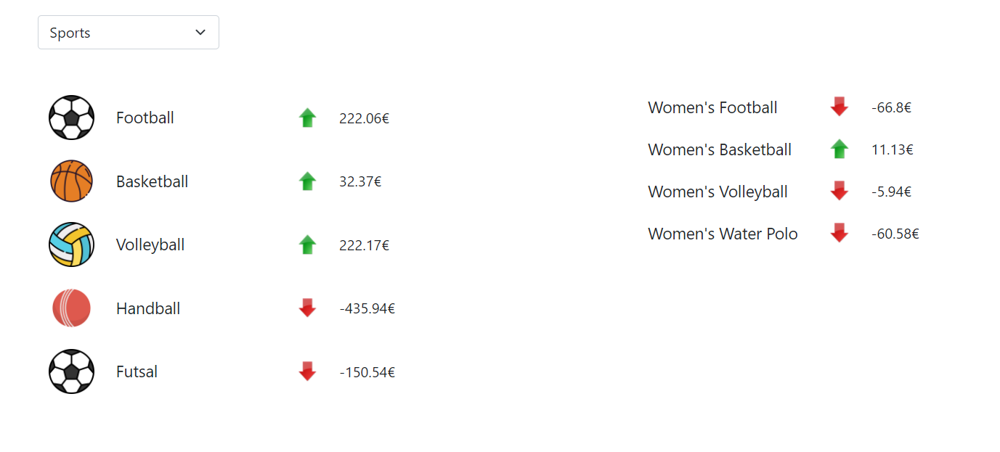 Sports
Football 222.06€
Basketball 32.37€
Volleyball 222.17€
Handball -435.94€
Futsal -150.54€
Women's Football -66.8€
Women's Basketball 11.13€
Women's Volleyball -5.94€
Women's Water Polo -60.58€